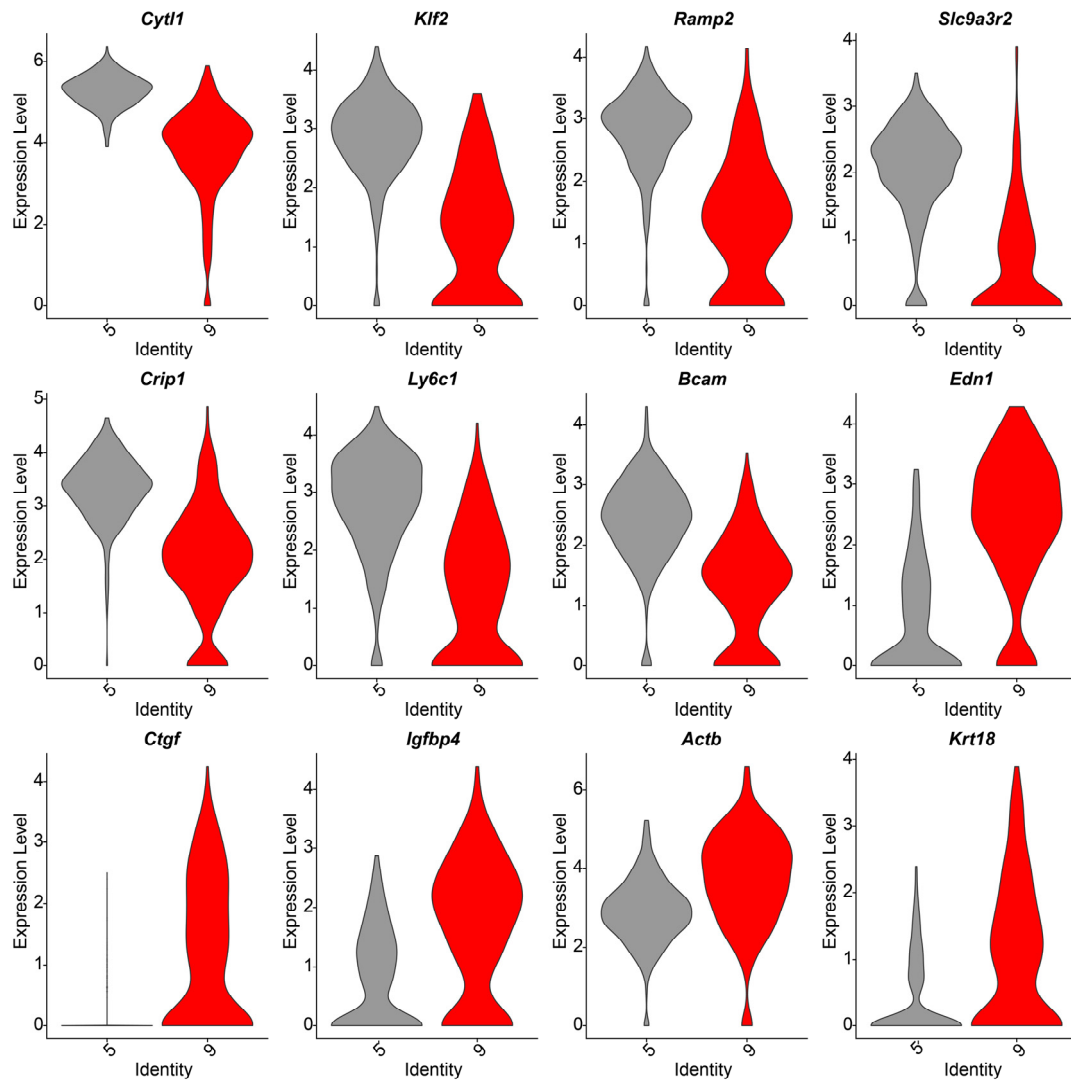 Cytl1
Klf2
Ramp2
Slc9a3r2
Expression Level
6
4
2
0
5
9
Identity
Expression Level
4
3
2
1
0
5
9
Identity
Expression Level
4
3
2
1
0
5
9
Identity
Expression Level
4
3
2
1
0
5
9
Identity
Crip1
Ly6c1
Bcam
Edn1
Expression Level
5
4
3
2
1
0
5
9
Identity
Expression Level
4
3
2
1
0
5
9
Identity
Expression Level
4
3
2
1
0
5
9
Identity
Expression Level
4
3
2
1
0
5
9
Identity
Ctgf
Igfbp4
Actb
Krt18
Expression Level
4
3
2
1
0
5
9
Identity
Expression Level
4
3
2
1
0
5
9
Identity
Expression Level
6
4
2
0
5
9
Identity
Expression Level
4
3
2
1
0
5
9
Identity